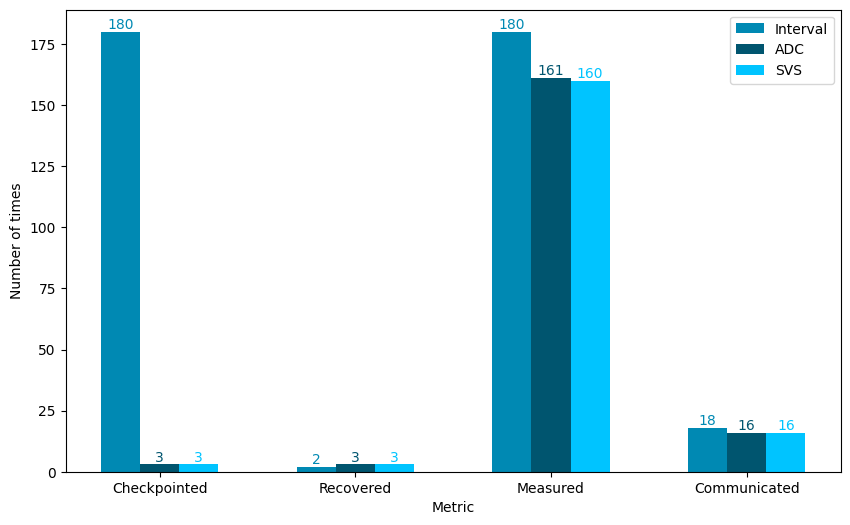 180
180
Interval
ADC
SVS
175
161
160
150
125
Number of times
100
75
50
25
18
16
16
3
3
2
3
3
0
Checkpointed
Recovered
Measured
Communicated
Metric